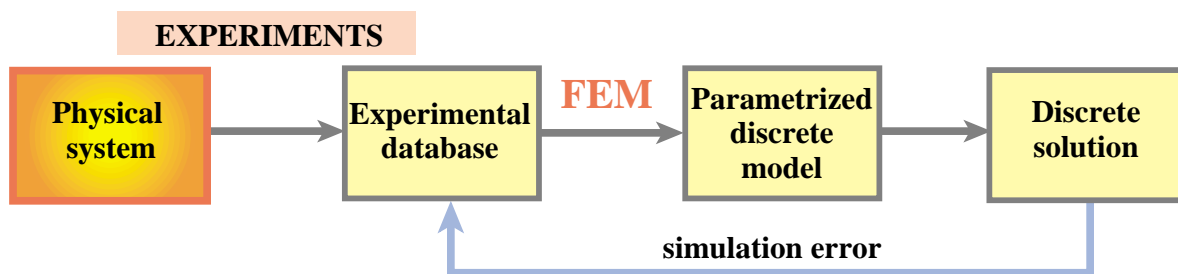 EXPERIMENTS
Physical
system
Experimental
database
FEM
Parametrized
discrete
model
Discrete
solution
simulation error